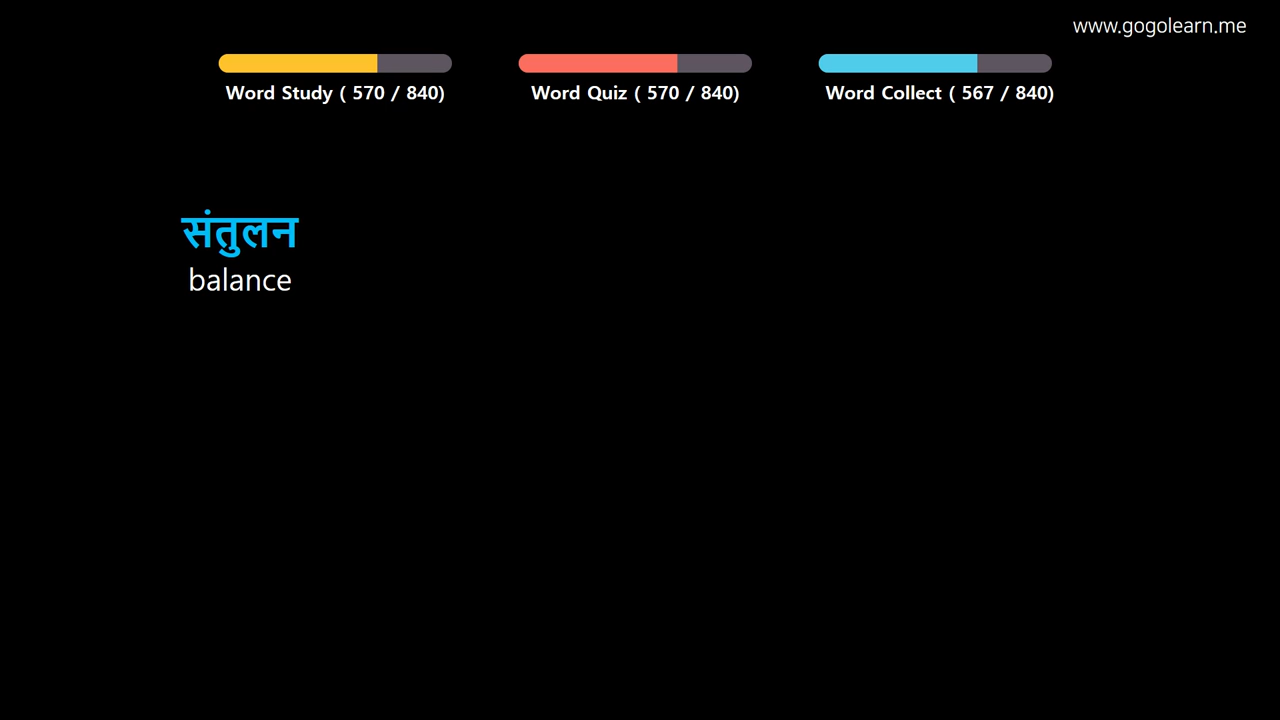 www.gogolearn.me
Word Study ( 570 / 840) Word Quiz ( 570 / 840) Word Collect ( 567 / 840)
संतुलन
balance